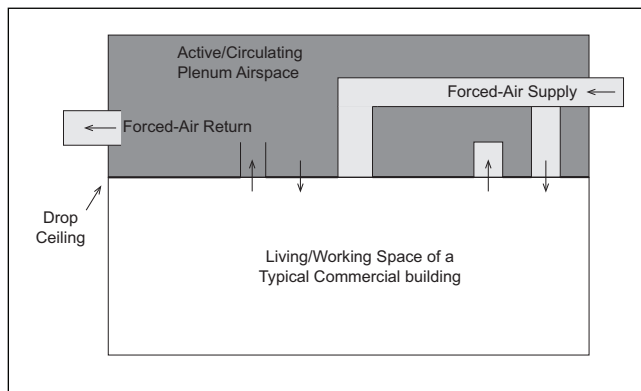 Active/Circulating
Plenum Airspace
Forced-Air Supply
Forced-Air Return
Drop
Ceiling
Living/Working Space of a
Typical Commercial building